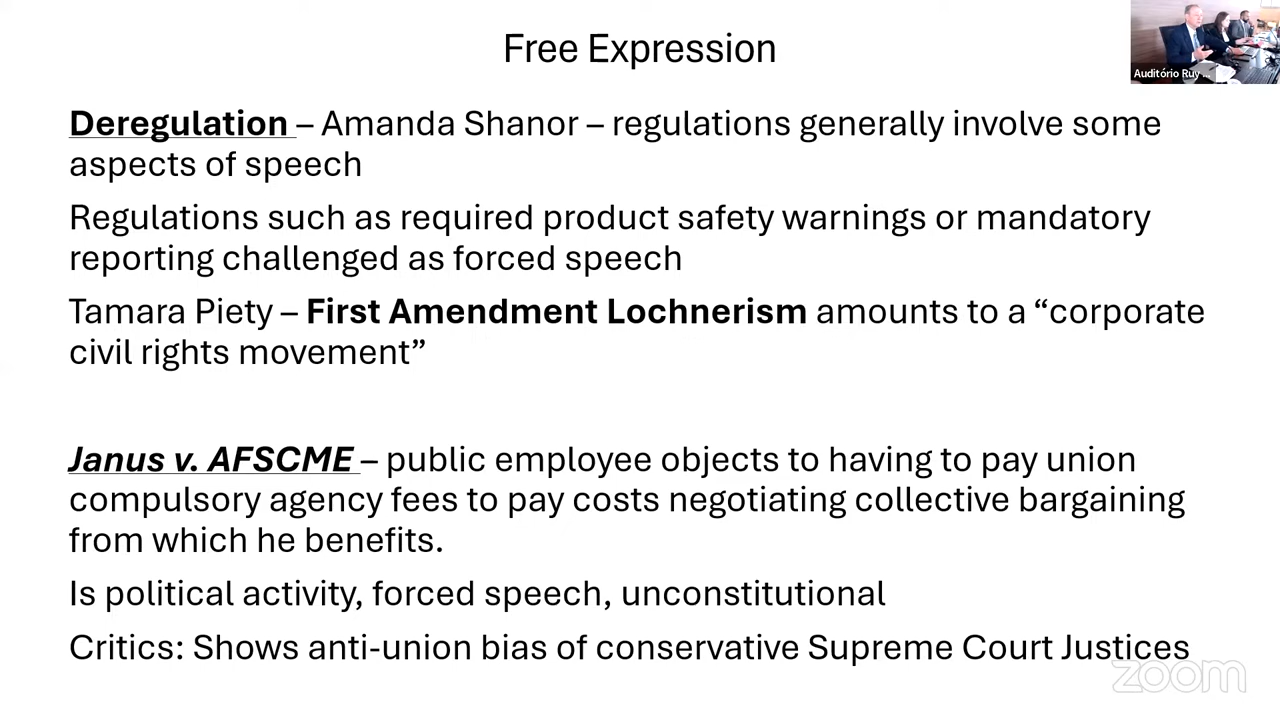 Free Expression
Auditório Ruy ...
Deregulation – Amanda Shanor – regulations generally involve some
aspects of speech
Regulations such as required product safety warnings or mandatory
reporting challenged as forced speech
Tamara Piety – First Amendment Lochnerism amounts to a “corporate
civil rights movement”
Janus v. AFSCME – public employee objects to having to pay union
compulsory agency fees to pay costs negotiating collective bargaining
from which he benefits.
Is political activity, forced speech, unconstitutional
Critics: Shows anti-union bias of conservative Supreme Court Justices
zoom